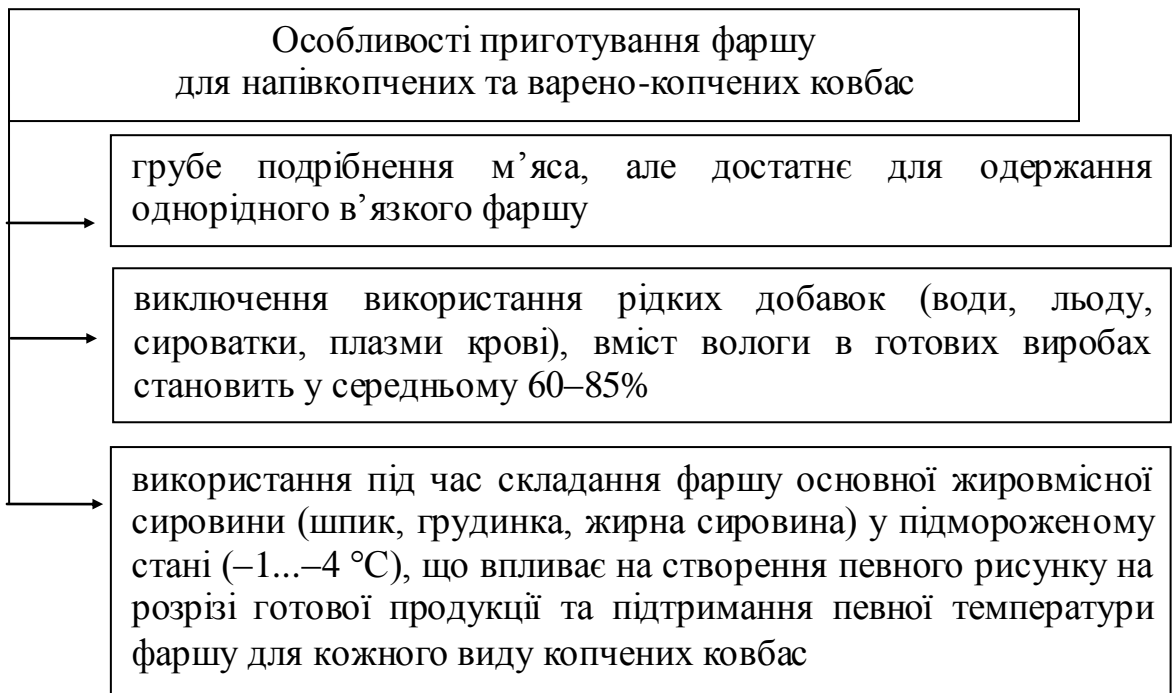 Особливості приготування фаршу
для напівкопчених та варено-копчених ковбас
грубе подрібнення м’яса, але достатнє для одержання
однорідного в’язкого фаршу
виключення використання рідких добавок (води, льоду,
сироватки, плазми крові), вміст вологи в готових виробах
становить у середньому 60–85%
використання під час складання фаршу основної жировмісної
сировини (шпик, грудинка, жирна сировина) у підмороженому
стані (–1...–4 °С), що впливає на створення певного рисунку на
розрізі готової продукції та підтримання певної температури
фаршу для кожного виду копчених ковбас